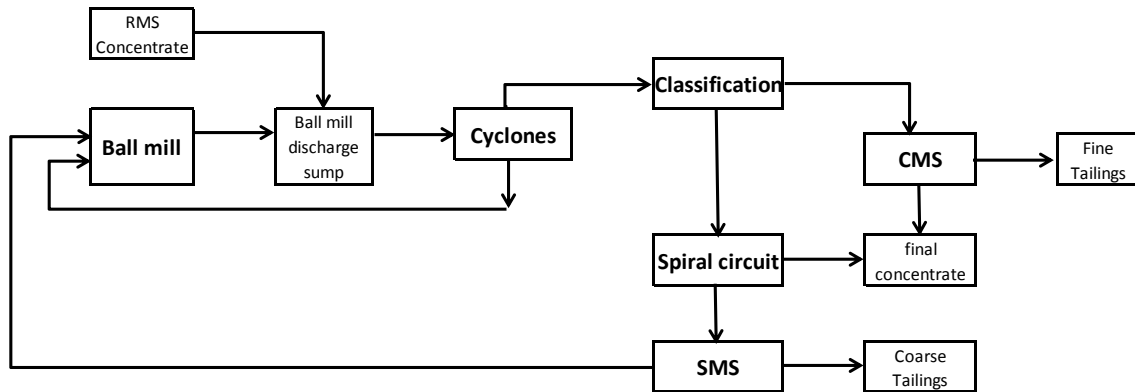 RMS
Concentrate
Classification
Ball mill
Ball mill
discharge
sump
Cyclones
CMS
Fine
Tailings
Spiral circuit
final
concentrate
SMS
Coarse
Tailings